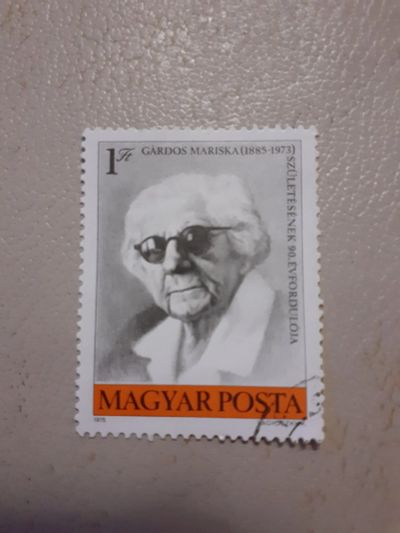 1 Ft
GÁRDOS MARISKA (1885-1973)
SZÜLETÉSÉNEK 90. ÉVFORDULÓJA
MAGYAR POSTA
1975